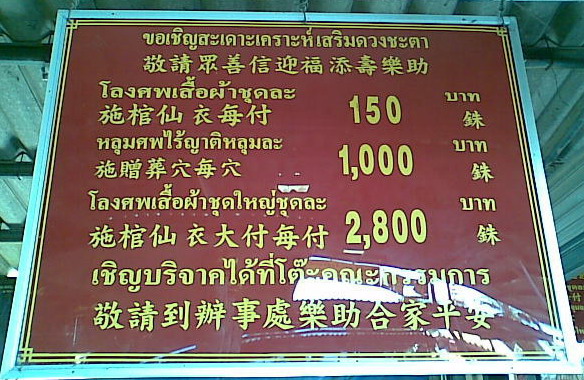 ขอเชิญสะเดาะเคราะห์เสริมดวงชะตา
敬請眾善信迎福添壽樂助
โลงศพเสื้อผ้าชุดละ 150 บาท
施棺仙衣每付 銖
หลุมศพไร้ญาติหลุมละ 1,000 บาท
施贈葬穴每穴 銖
โลงศพเสื้อผ้าชุดใหญ่ชุดละ 2,800 บาท
施棺仙衣大付每付 銖
เชิญบริจาคได้ที่โต๊ะคณะกรรมการ
敬請到辦事處樂助合家平安